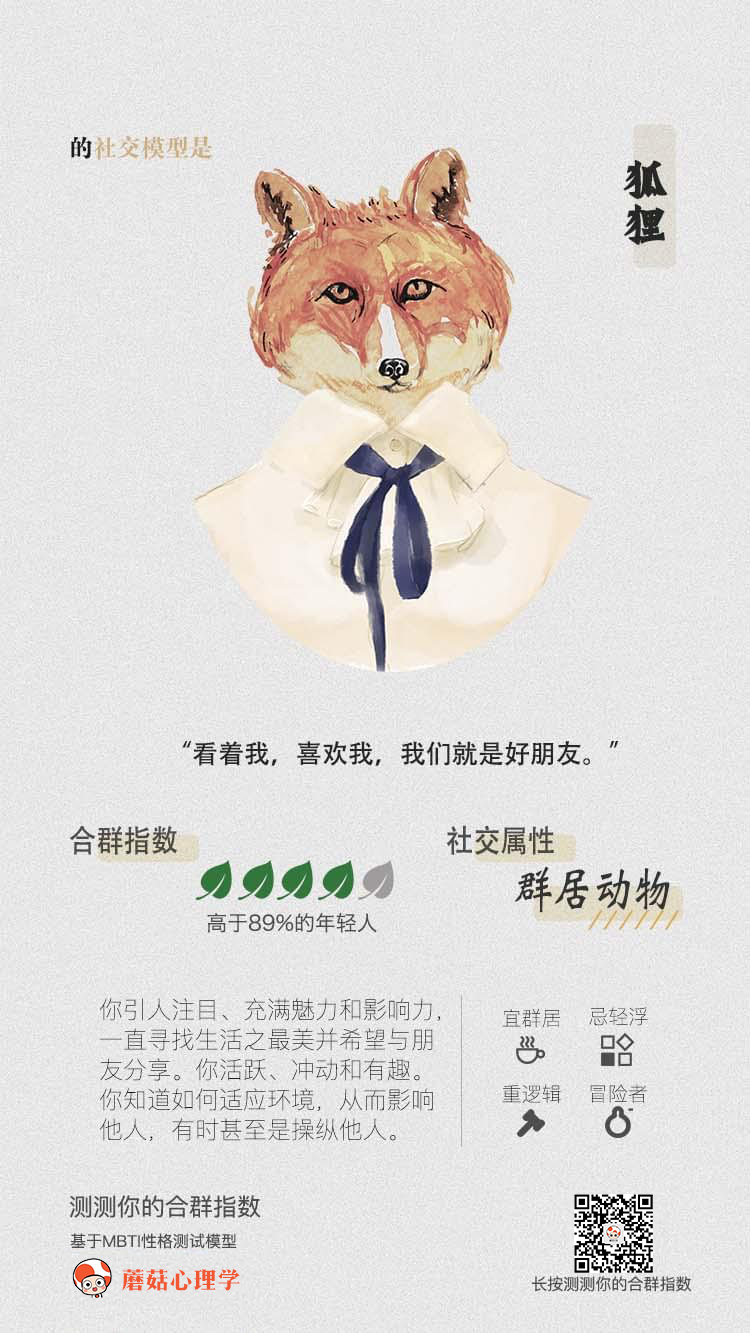 的社交模型是
狐狸
“看着我，喜欢我，我们就是好朋友。”
合群指数
高于89%的年轻人
社交属性
群居动物
你引人注目、充满魅力和影响力，
一直寻找生活之最美并希望与朋
友分享。你活跃、冲动和有趣。
你知道如何适应环境，从而影响
他人，有时甚至是操纵他人。
宜群居 忌轻浮
重逻辑 冒险者
测测你的合群指数
基于MBTI性格测试模型
蘑菇心理学
长按测测你的合群指数